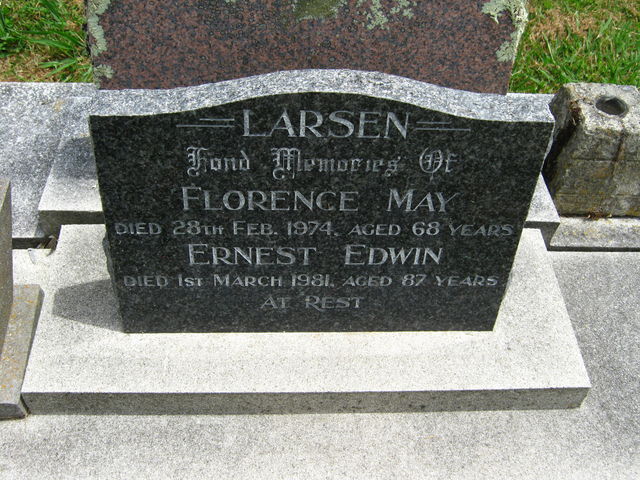 LARSEN
Fond Memories Of
FLORENCE MAY
DIED 28TH FEB. 1974, AGED 68 YEARS
ERNEST EDWIN
DIED 1ST MARCH 1981, AGED 87 YEARS
AT REST